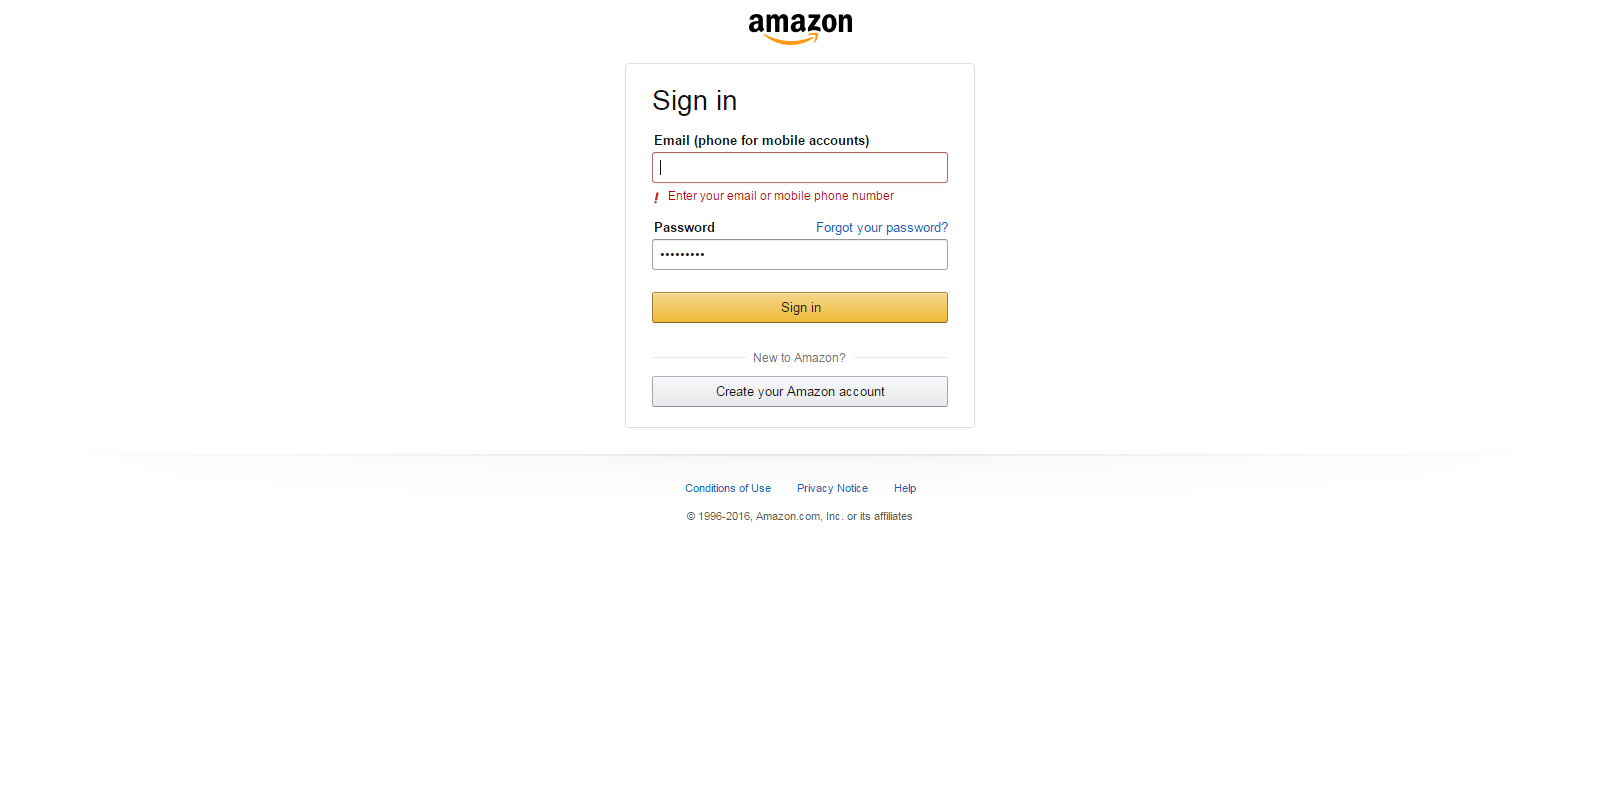 amazon
Sign in
Email (phone for mobile accounts)
! Enter your email or mobile phone number
Password Forgot your password?
•••••••••
Sign in
New to Amazon?
Create your Amazon account
Conditions of Use Privacy Notice Help
© 1996-2016, Amazon.com, Inc. or its affiliates